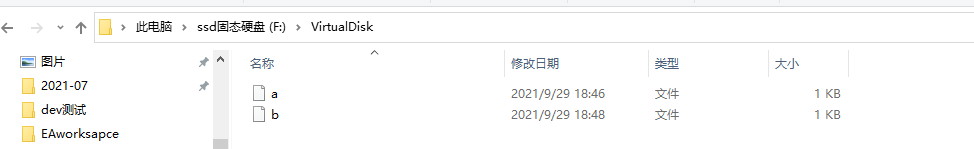 此电脑 > ssd固态硬盘 (F:) > VirtualDisk
图片
2021-07
dev测试
EAworksapce
名称 修改日期 类型 大小
a 2021/9/29 18:46 文件 1 KB
b 2021/9/29 18:48 文件 1 KB